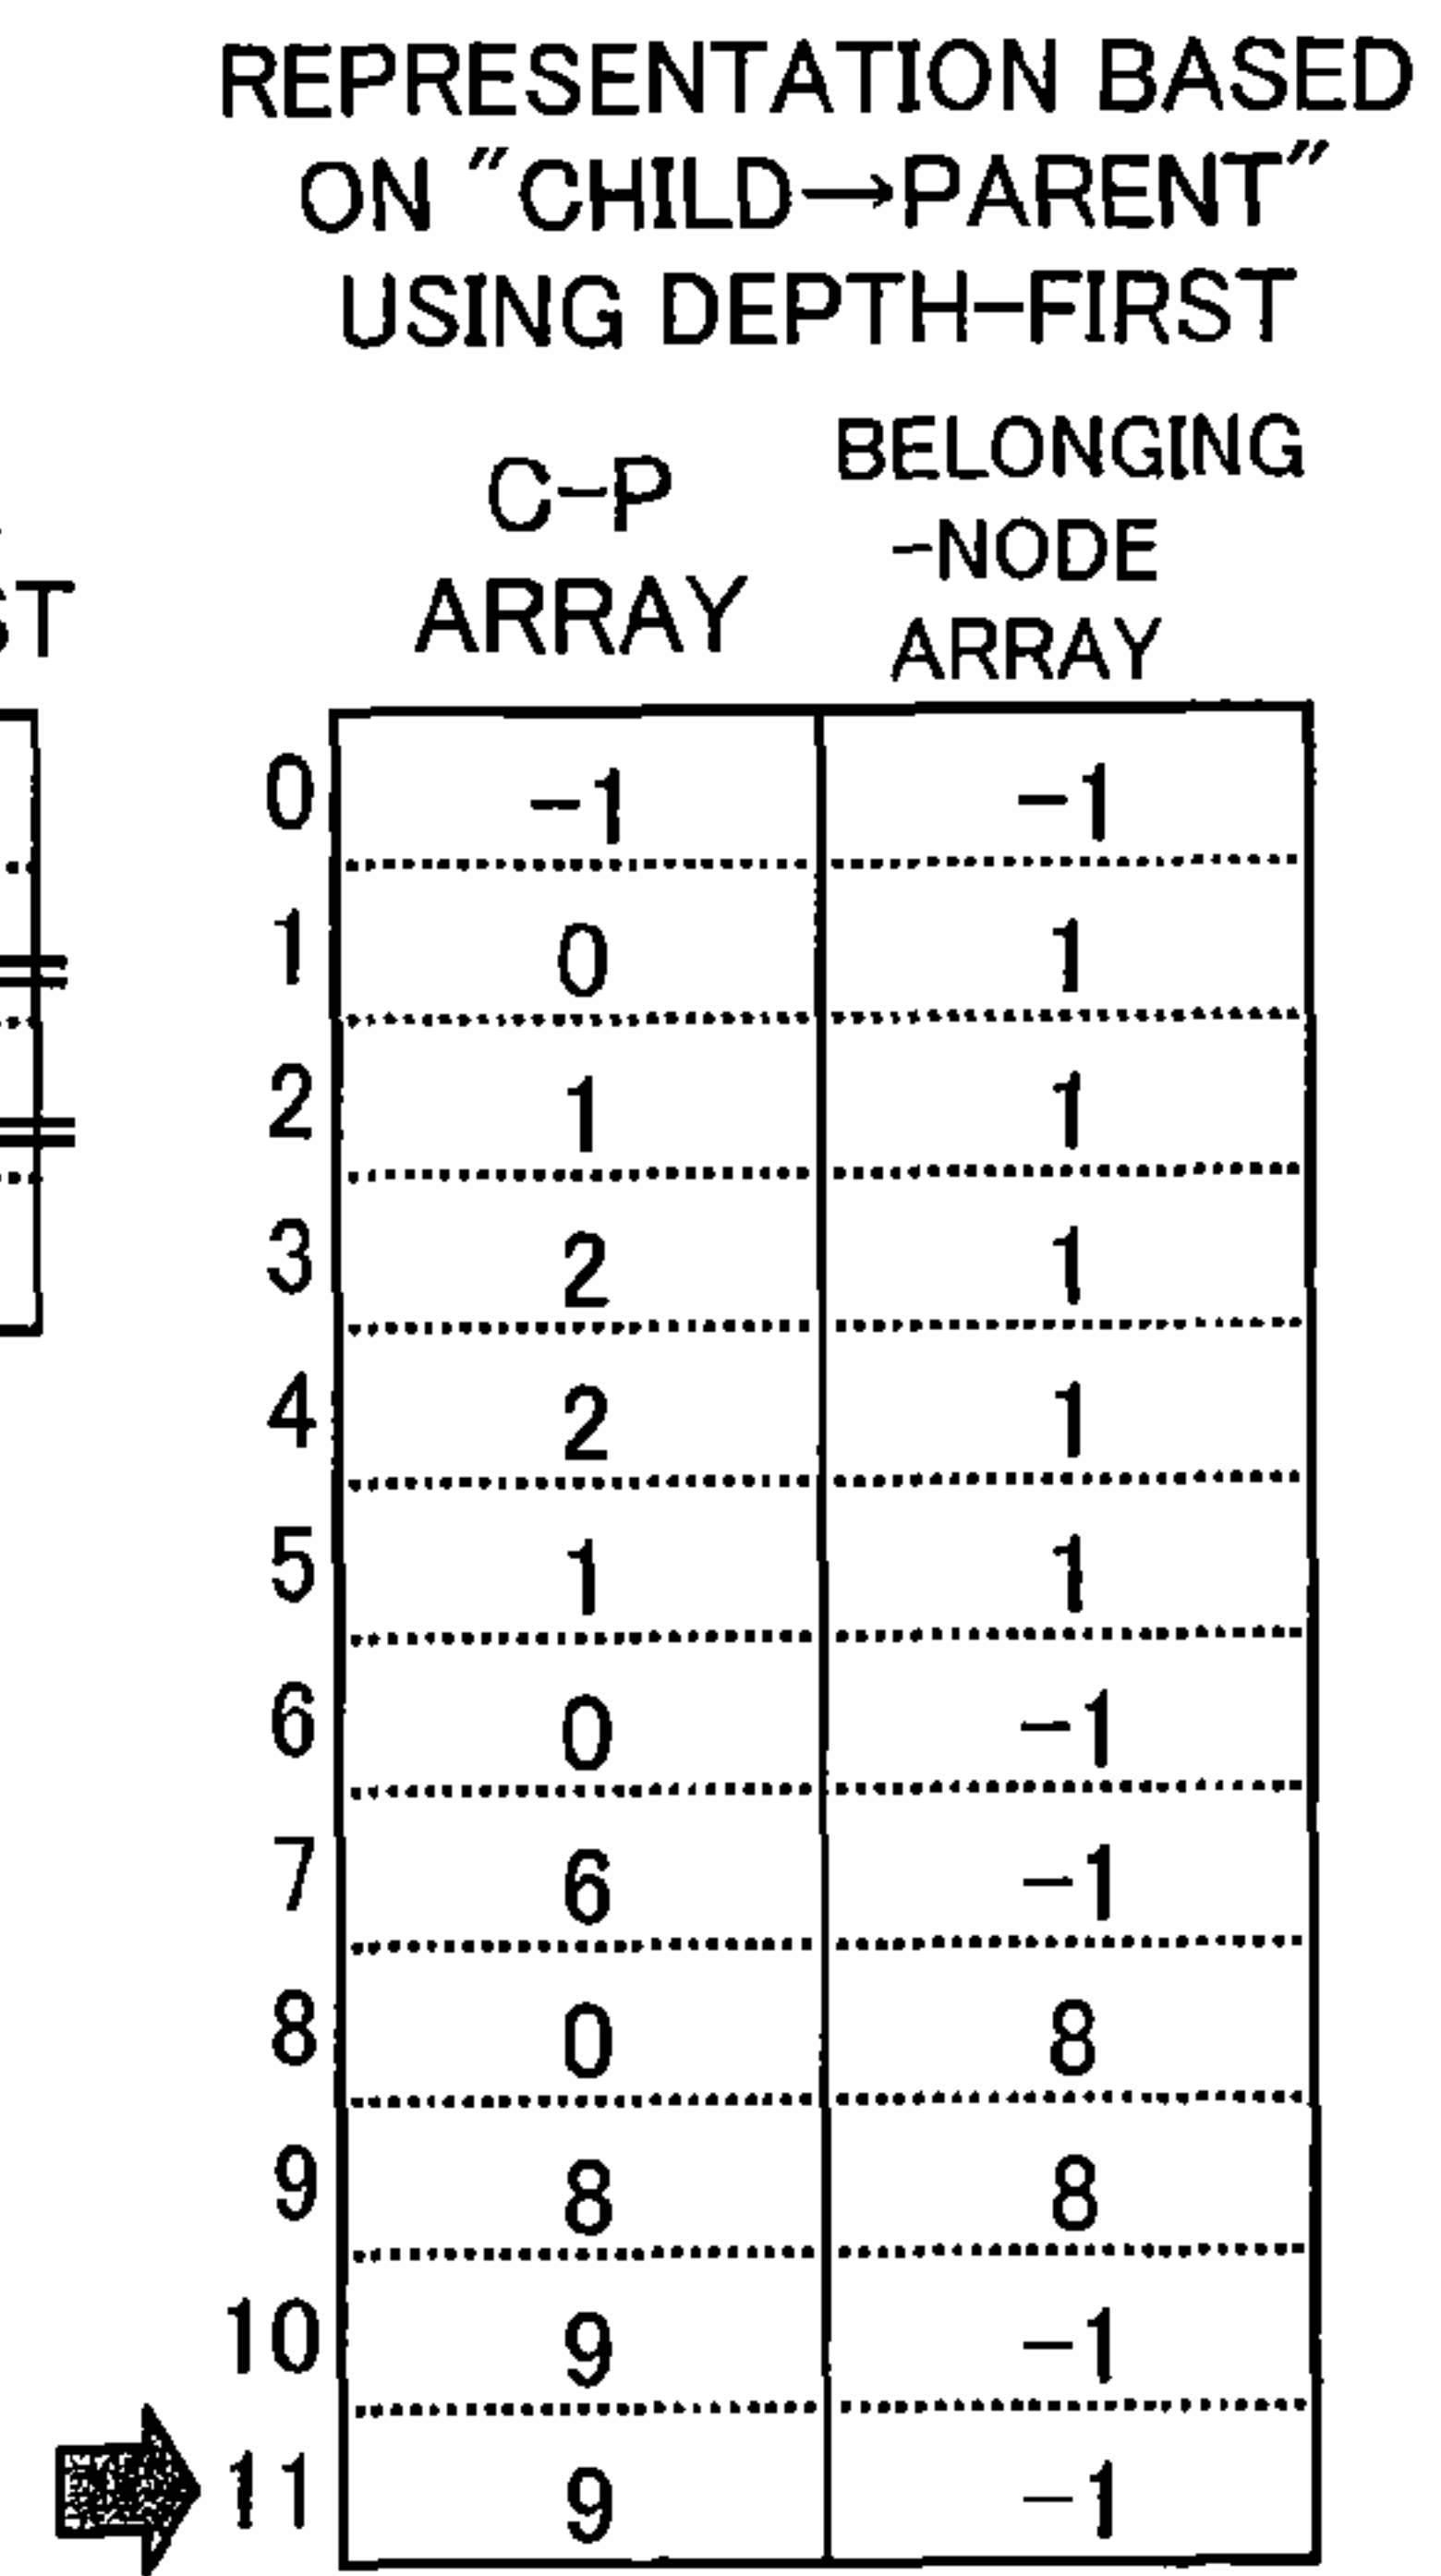 REPRESENTATION BASED
ON "CHILD→PARENT"
USING DEPTH-FIRST
C-P
ARRAY
BELONGING
-NODE
ARRAY
ST
0 -1 -1
1 0 1
2 1 1
3 2 1
4 2 1
5 1 1
6 0 -1
7 6 -1
8 0 8
9 8 8
10 9 -1
11 9 -1